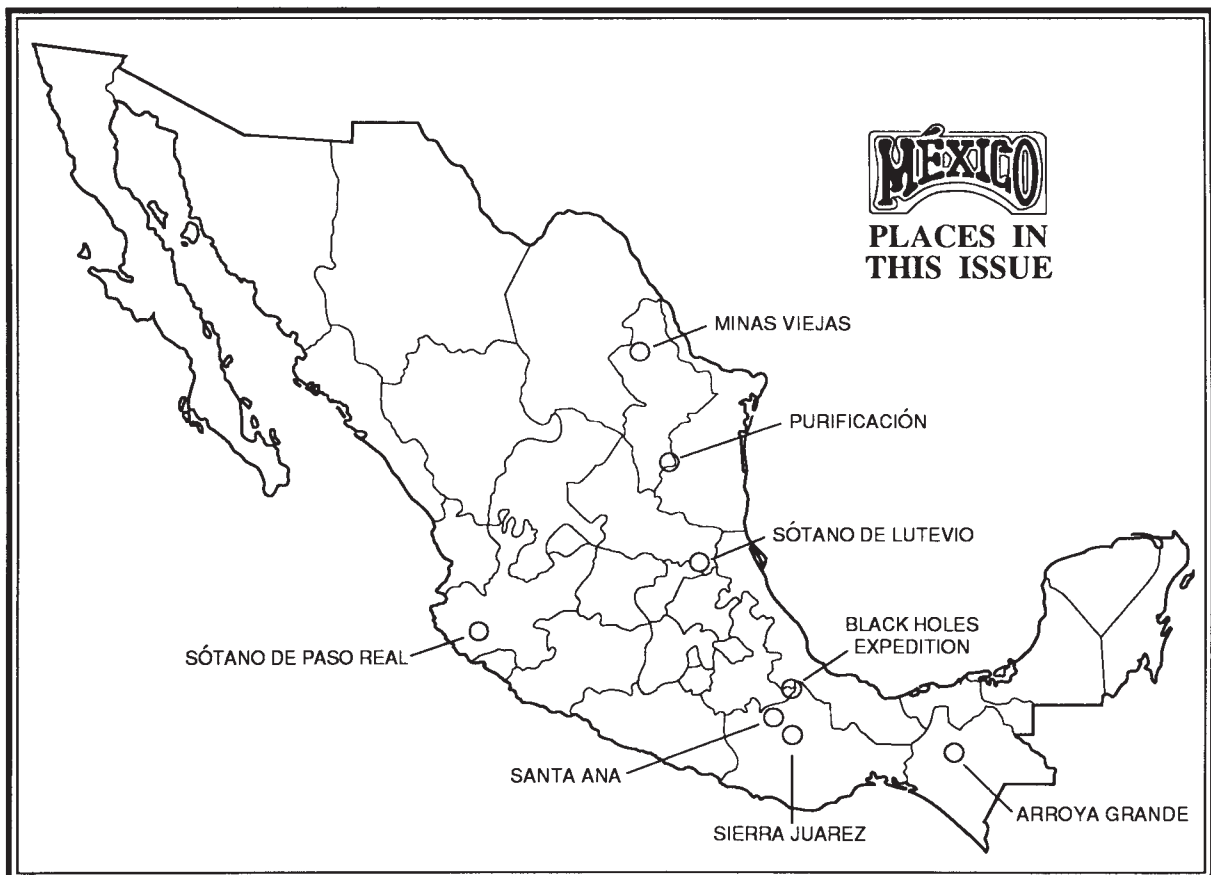 MÉXICO
PLACES IN
THIS ISSUE
MINAS VIEJAS
PURIFICACIÓN
SÓTANO DE LUTEVIO
BLACK HOLES
EXPEDITION
SÓTANO DE PASO REAL
SANTA ANA
SIERRA JUAREZ
ARROYA GRANDE